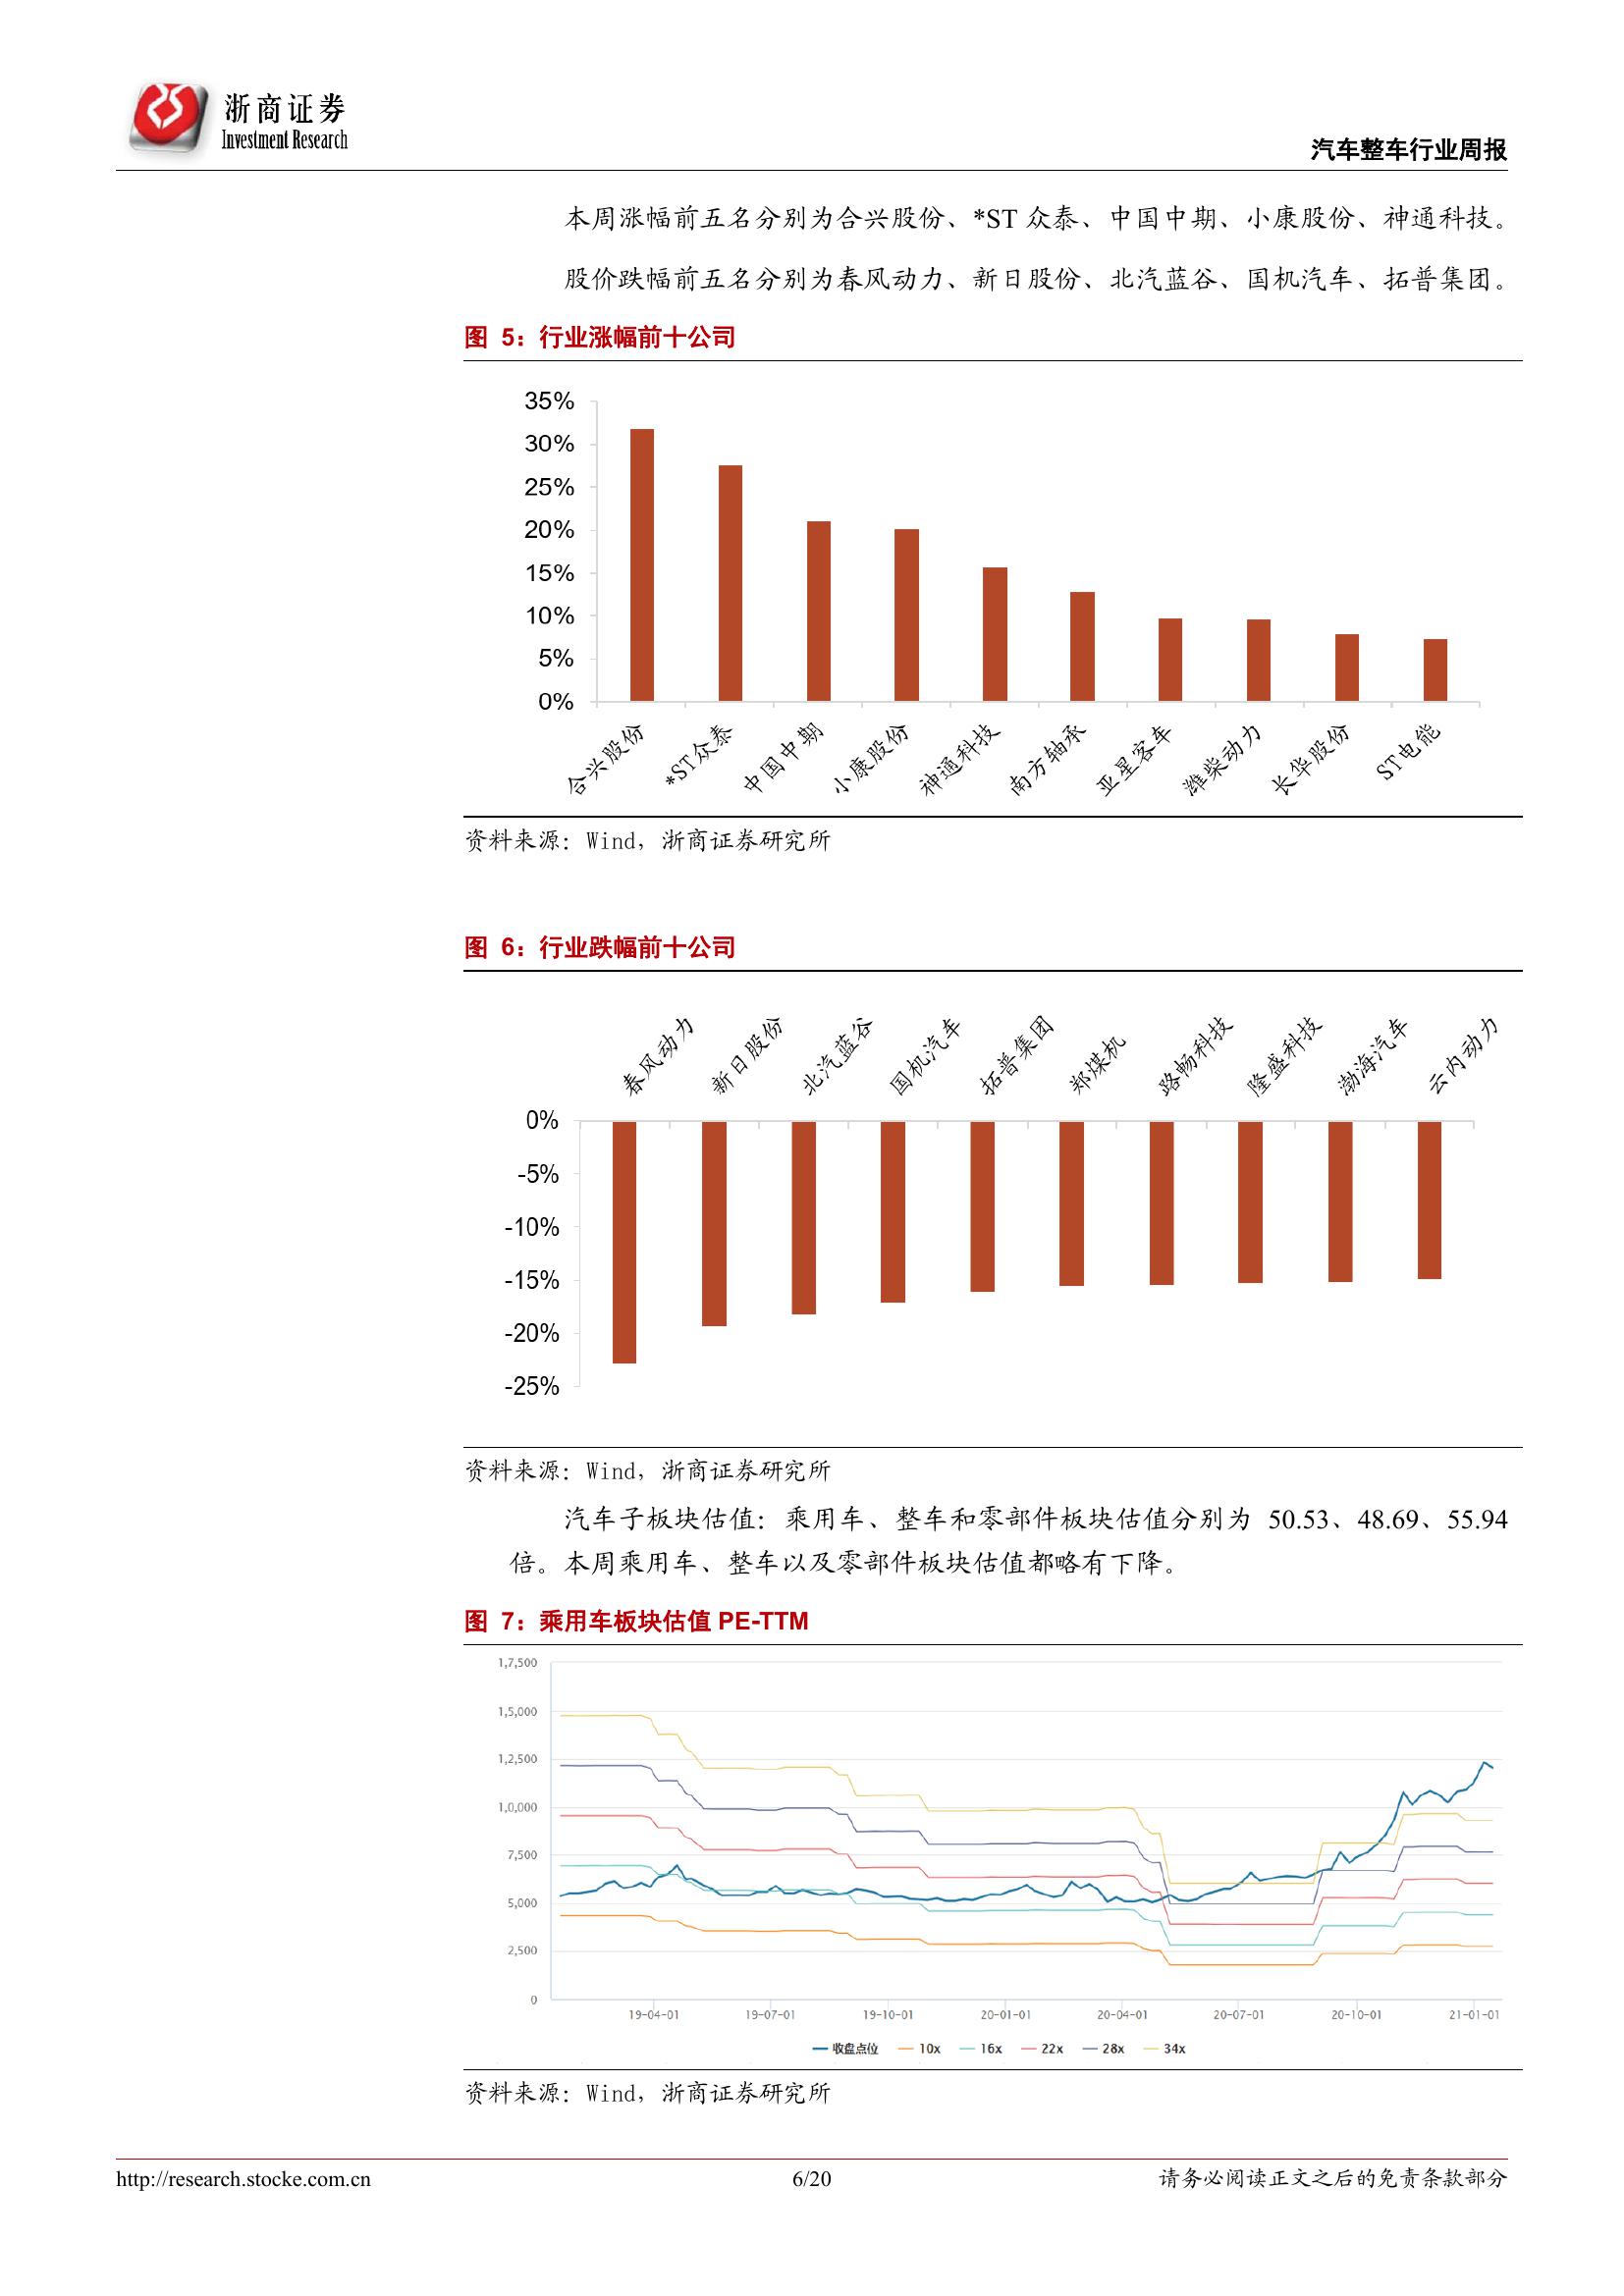 浙商证券
Investment Research
汽车整车行业周报
本周涨幅前五名分别为合兴股份、*ST 众泰、中国中期、小康股份、神通科技。
股价跌幅前五名分别为春风动力、新日股份、北汽蓝谷、国机汽车、拓普集团。
图 5：行业涨幅前十公司
35%
30%
25%
20%
15%
10%
5%
0%
合兴股份
*ST众泰
中国中期
小康股份
神通科技
南方轴承
亚星客车
潍柴动力
长华股份
ST电能
资料来源：Wind，浙商证券研究所
图 6：行业跌幅前十公司
春风动力
新日股份
北汽蓝谷
国机汽车
拓普集团
郑煤机
路畅科技
隆盛科技
渤海汽车
云内动力
0%
-5%
-10%
-15%
-20%
-25%
资料来源：Wind，浙商证券研究所
汽车子板块估值：乘用车、整车和零部件板块估值分别为 50.53、48.69、55.94
倍。本周乘用车、整车以及零部件板块估值都略有下降。
图 7：乘用车板块估值 PE-TTM
1,7,500
1,5,000
1,2,500
1,0,000
7,500
5,000
2,500
0
19-04-01 19-07-01 19-10-01 20-01-01 20-04-01 20-07-01 20-10-01 21-01-01
收盘点位 10x 16x 22x 28x 34x
资料来源：Wind，浙商证券研究所
http://research.stocke.com.cn 6/20 请务必阅读正文之后的免责条款部分